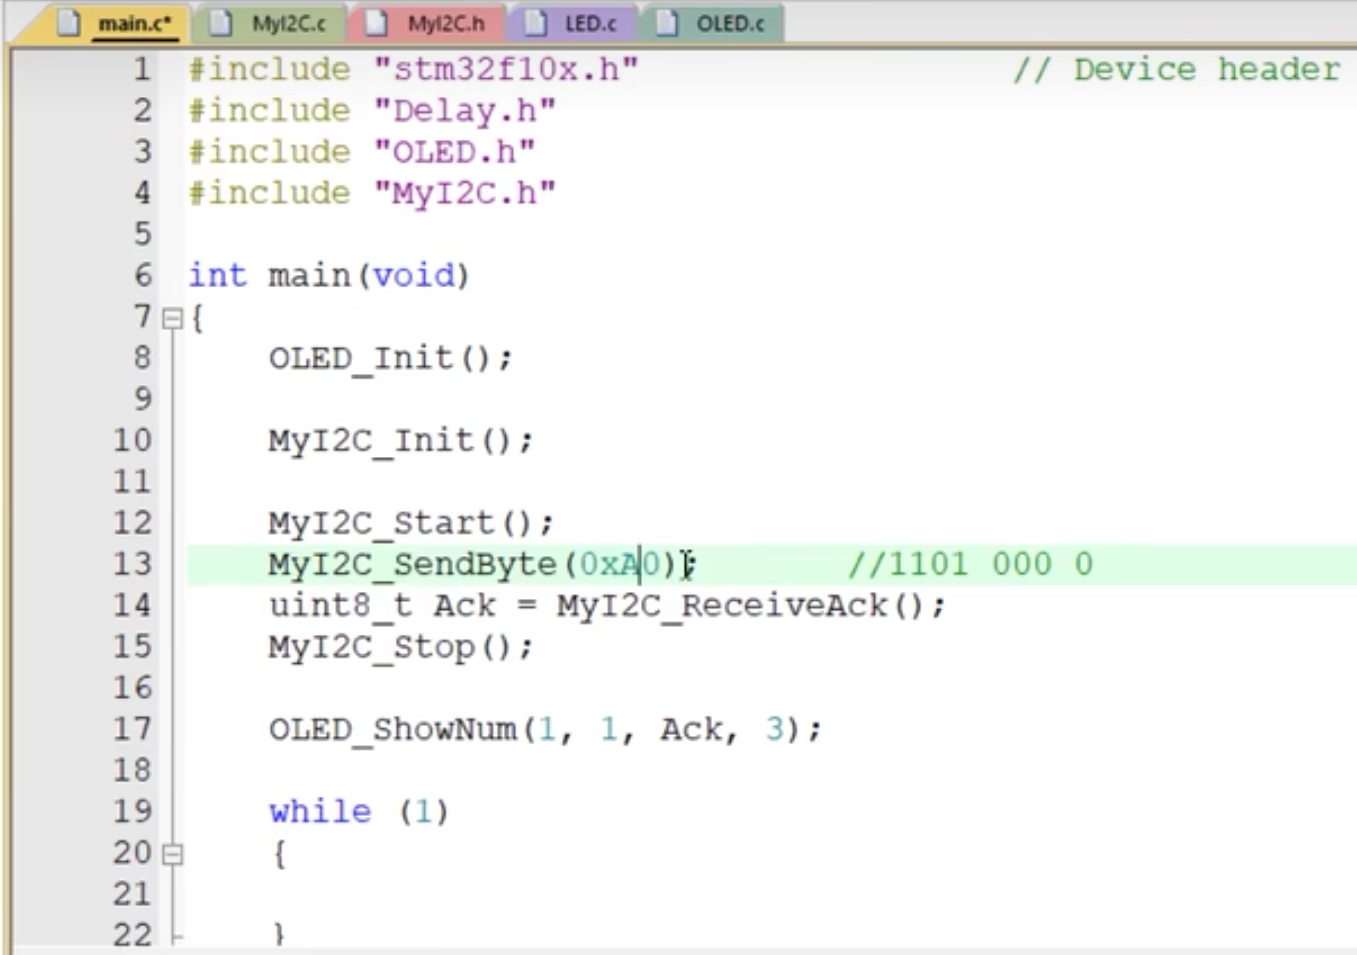 main.c* MyI2C.c MyI2C.h LED.c OLED.c
1 #include "stm32f10x.h" // Device header
2 #include "Delay.h"
3 #include "OLED.h"
4 #include "MyI2C.h"
5
6 int main(void)
7 {
8 OLED_Init();
9
10 MyI2C_Init();
11
12 MyI2C_Start();
13 MyI2C_SendByte(0xA0); //1101 000 0
14 uint8_t Ack = MyI2C_ReceiveAck();
15 MyI2C_Stop();
16
17 OLED_ShowNum(1, 1, Ack, 3);
18
19 while (1)
20 {
21
22 }